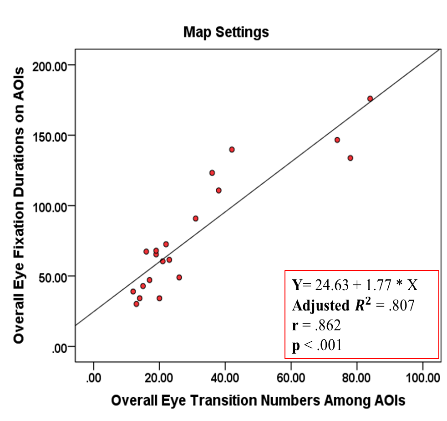 Map Settings
Overall Eye Fixation Durations on AOIs
200.00
150.00
100.00
50.00
.00
Y= 24.63 + 1.77 * X
Adjusted R² = .807
r = .862
p < .001
.00 20.00 40.00 60.00 80.00 100.00
Overall Eye Transition Numbers Among AOIs